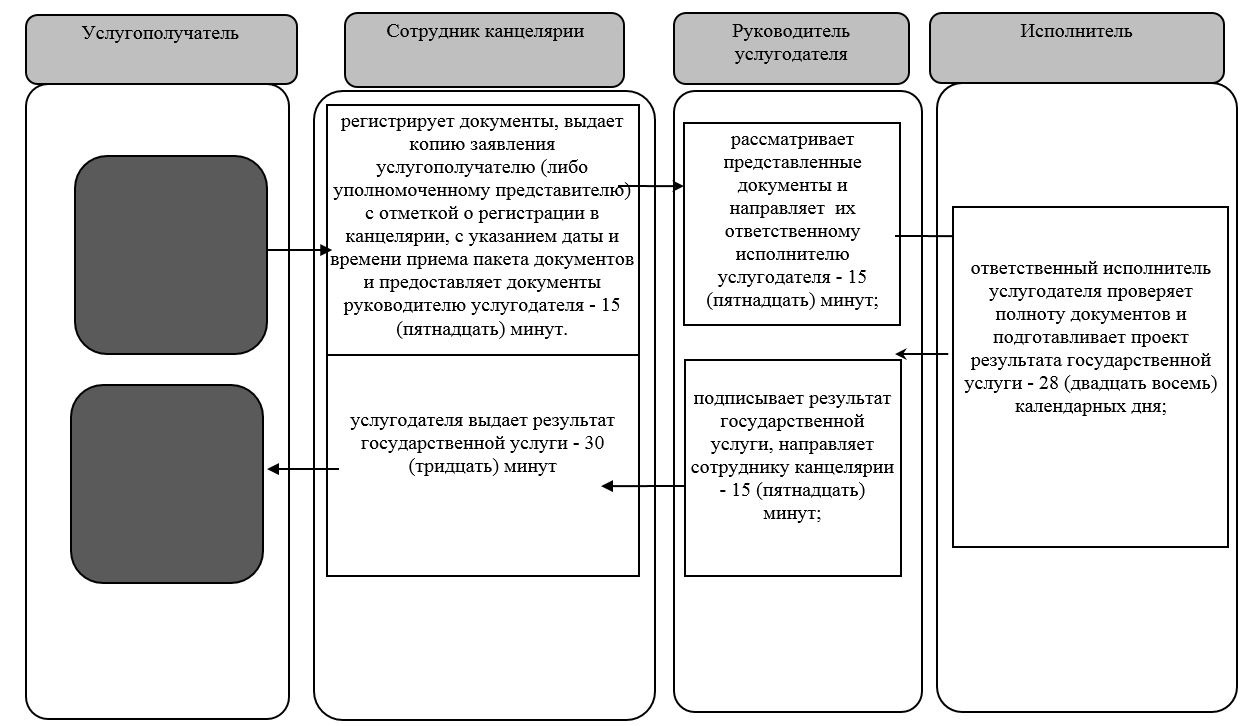 Услугополучатель
Сотрудник канцелярии
Руководитель
услугодателя
Исполнитель
регистрирует документы, выдает
копию заявления
услугополучателю (либо
уполномоченному представителю)
с отметкой о регистрации в
канцелярии, с указанием даты и
времени приема пакета документов
и предоставляет документы
руководителю услугодателя - 15
(пятнадцать) минут.
рассматривает
представленные
документы и
направляет их
ответственному
исполнителю
услугодателя - 15
(пятнадцать) минут;
ответственный исполнитель
услугодателя проверяет
полноту документов и
подготавливает проект
результата государственной
услуги - 28 (двадцать восемь)
календарных дня;
подписывает результат
государственной
услуги, направляет
сотруднику канцелярии
- 15 (пятнадцать)
минут;
услугодателя выдает результат
государственной услуги - 30
(тридцать) минут